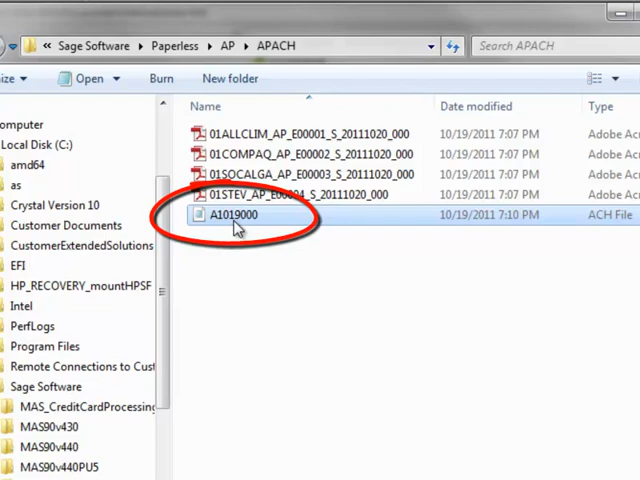 « Sage Software ▸ Paperless ▸ AP ▸ APACH
Search APACH
ize ▾ Open ▾ Burn New folder
Name Date modified Type
01ALLCLIM_AP_E00001_S_20111020_000 10/19/2011 7:07 PM Adobe Acr
01COMPAQ_AP_E00002_S_20111020_000 10/19/2011 7:07 PM Adobe Acr
01SOCALGA_AP_E00003_S_20111020_000 10/19/2011 7:07 PM Adobe Acr
01STEV_AP_E00004_S_20111020_000 10/19/2011 7:07 PM Adobe Acr
A1019000 10/19/2011 7:10 PM ACH File
omputer
Local Disk (C:)
amd64
as
Crystal Version 10
Customer Data
CustomerExtendedSolutions
EFI
HP_RECOVERY_mountHPSF
Intel
PerfLogs
Program Files
Remote Connections to Cust
Sage Software
MAS_CreditCardProcessing
MAS90v430
MAS90v440
MAS90v440PU5